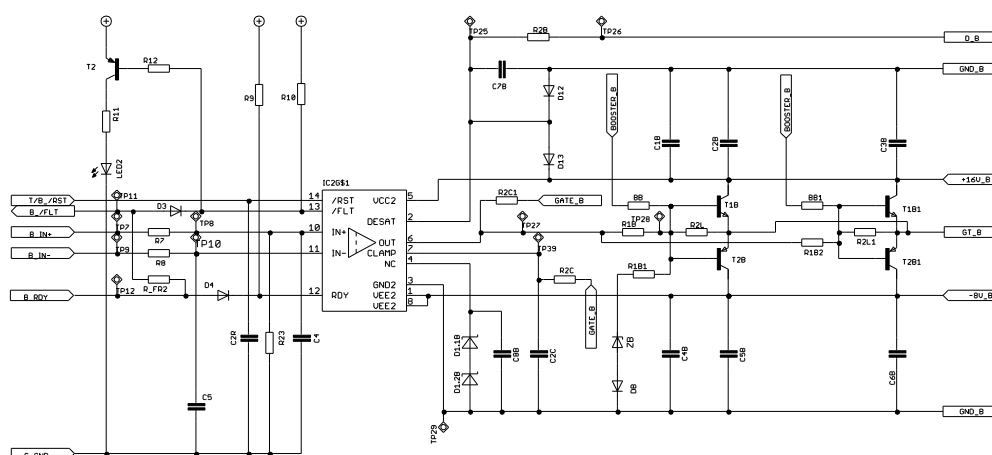 TP25
R2B
TP26
D_B
T2
R12
C7B
GND_B
R11
R9
R10
D12
BOOSTER_B
C1B
C2B
BOOSTER_B
C3B
LED2
D13
IC2G$1
T/B_/RST
TP11
14
/RST
VCC2
5
R2C1
GATE_B
+16V_B
B_/FLT
D3
13
/FLT
DESAT
2
BB
T1B
BB1
T1B1
TP7
TP8
TP27
TP28
B_IN+
R7
10
IN+
OUT
6
R1B
R2L
R2L1
GT_B
TP9
TP10
TP39
B_IN-
R8
11
IN-
CLAMP
7
R1B2
NC
4
T2B
T2B1
R2C
R1B1
R_FR2
D4
GND2
3
B_RDY
TP12
12
RDY
VEE2
1
-8V_B
VEE2
8
GATE_B
C2R
R23
C4
D1.1B
D1.2B
C8B
C2C
ZB
DB
C4B
C5B
C6B
C5
TP29
GND_B